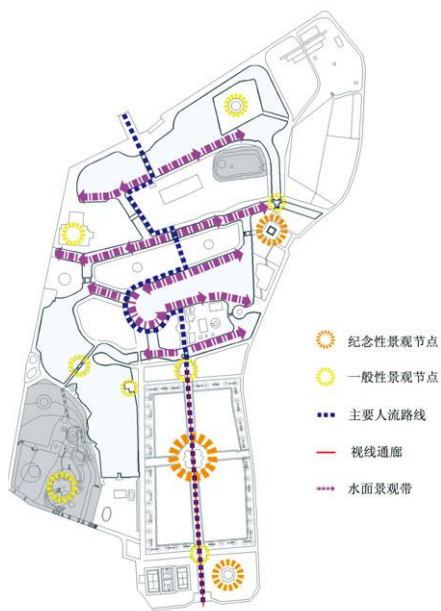 纪念性景观节点
一般性景观节点
主要人流路线
视线通廊
水面景观带